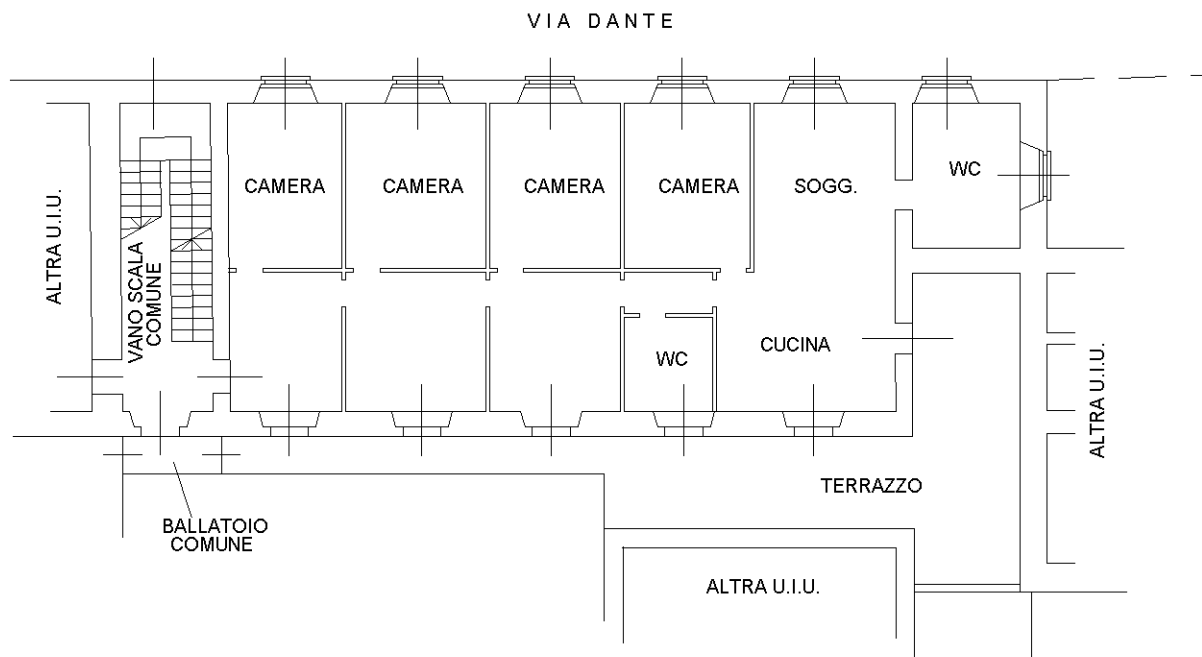 VIA DANTE
CAMERA
CAMERA
CAMERA
CAMERA
SOGG.
WC
ALTRA U.I.U.
VANO SCALA
COMUNE
WC
CUCINA
ALTRA U.I.U.
TERRAZZO
BALLATOIO
COMUNE
ALTRA U.I.U.